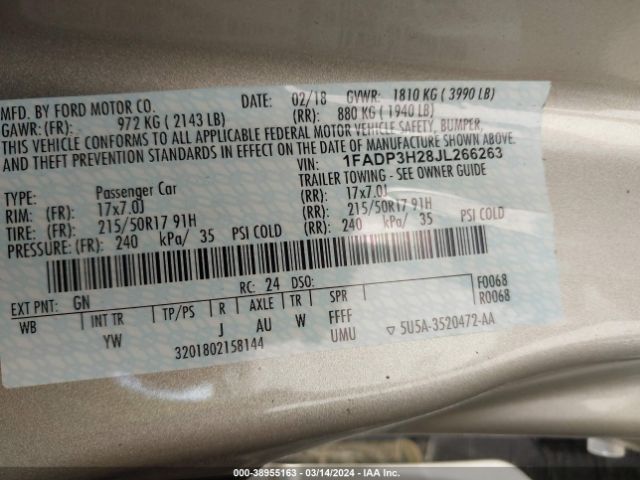 MFD. BY FORD MOTOR CO.
DATE: 02/18 GVWR: 1810 KG ( 3990 LB)
GAWR: (FR): 972 KG ( 2143 LB) (RR): 880 KG ( 1940 LB)
THIS VEHICLE CONFORMS TO ALL APPLICABLE FEDERAL MOTOR VEHICLE SAFETY, BUMPER,
AND THEFT PREVENTION STANDARDS IN EFFECT ON THE DATE OF MANUFACTURE SHOWN ABOVE.
VIN: 1FADP3H28JL266263
TYPE: Passenger Car TRAILER TOWING - SEE OWNER GUIDE
RIM: (FR): 17x7.0J (RR): 17x7.0J
TIRE: (FR): 215/50R17 91H (RR): 215/50R17 91H
PRESSURE: (FR): 240 kPa/ 35 PSI COLD (RR): 240 kPa/ 35 PSI COLD
EXT PNT: GN RC: 24 DSO: F0068
R0068
WB INT TR TP/PS R AXLE TR SPR
YW J AU W FFFF
UMU
3201802158144 ▽ 5U5A-3520472-AA
000-38955163 - 03/14/2024 - IAA Inc.